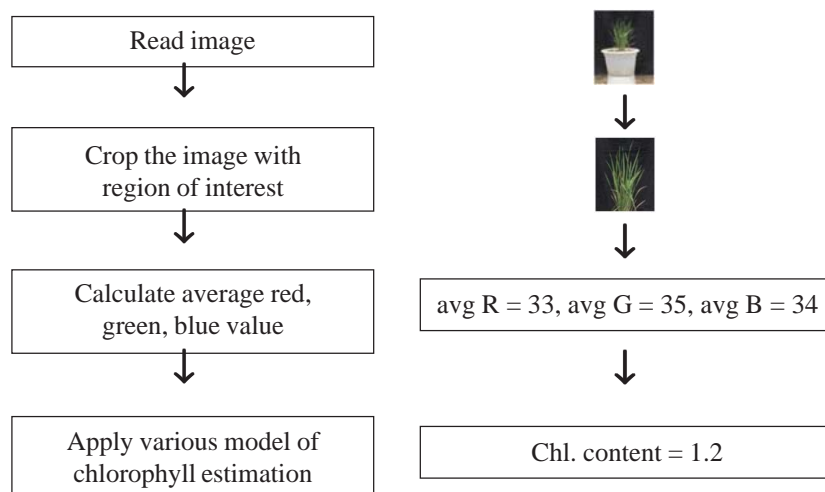 Read image
Crop the image with
region of interest
Calculate average red,
green, blue value
avg R = 33, avg G = 35, avg B = 34
Apply various model of
chlorophyll estimation
Chl. content = 1.2